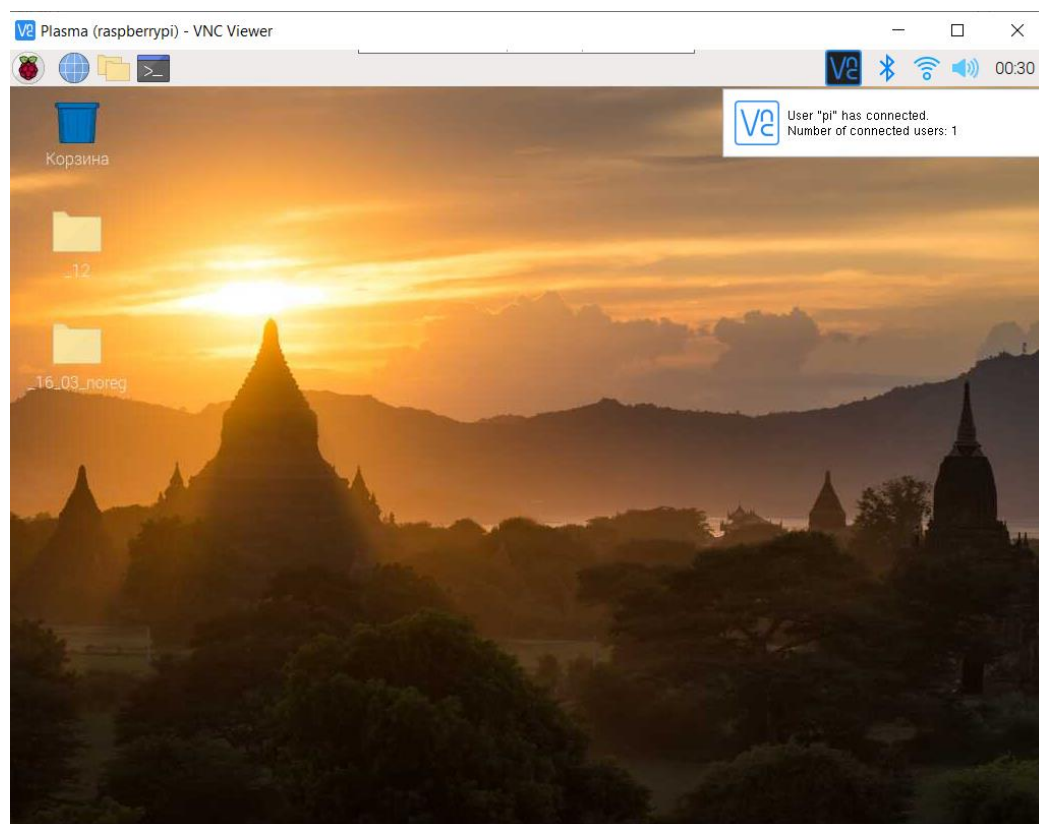 Plasma (raspberrypi) - VNC Viewer
00:30
User "pi" has connected.
Number of connected users: 1
Корзина
_12
_16_03_noreg